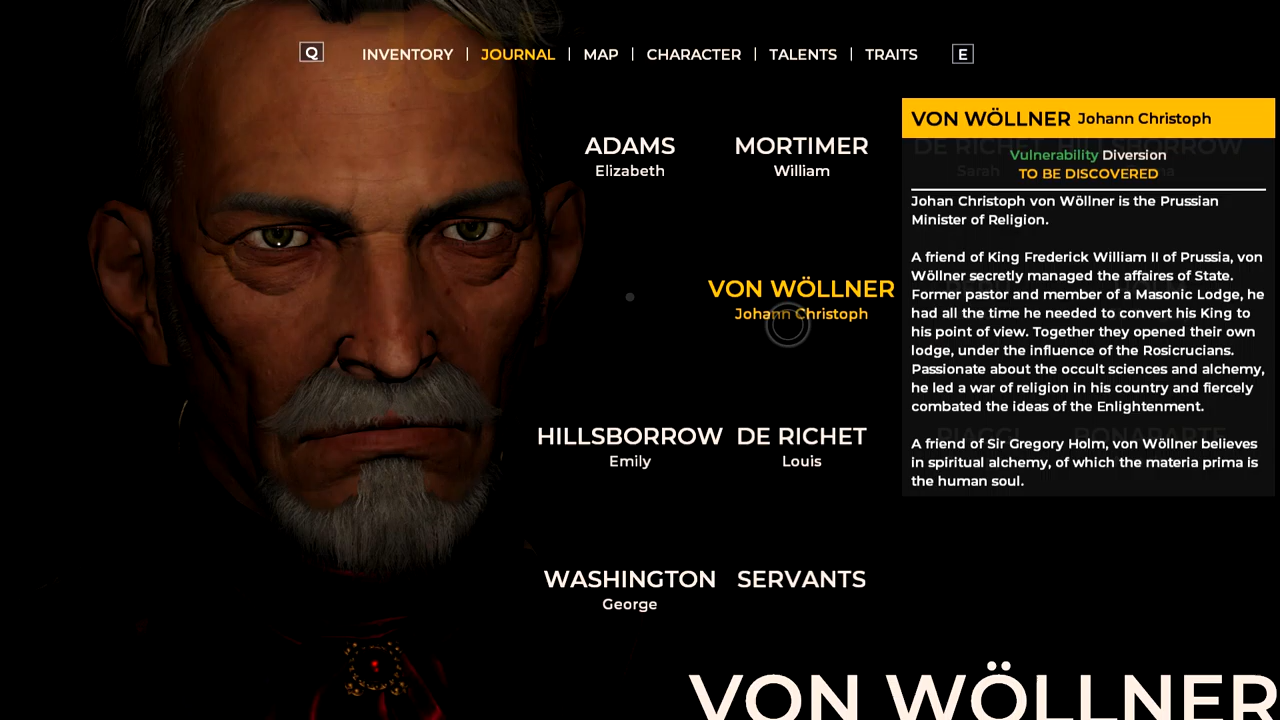 Q INVENTORY | JOURNAL | MAP | CHARACTER | TALENTS | TRAITS E
ADAMS
Elizabeth
MORTIMER
William
DE RICHET
Sarah
HILLSBORROW
VON WÖLLNER
Johann Christoph
HILLSBORROW
Emily
DE RICHET
Louis
PIAGGI
BONAPARTE
WASHINGTON
George
SERVANTS
VON WÖLLNER Johann Christoph
Vulnerability Diversion
TO BE DISCOVERED
Johan Christoph von Wöllner is the Prussian
Minister of Religion.
A friend of King Frederick William II of Prussia, von
Wöllner secretly managed the affaires of State.
Former pastor and member of a Masonic Lodge, he
had all the time he needed to convert his King to
his point of view. Together they opened their own
lodge, under the influence of the Rosicrucians.
Passionate about the occult sciences and alchemy,
he led a war of religion in his country and fiercely
combated the ideas of the Enlightenment.
A friend of Sir Gregory Holm, von Wöllner believes
in spiritual alchemy, of which the materia prima is
the human soul.
VON WÖLLNER